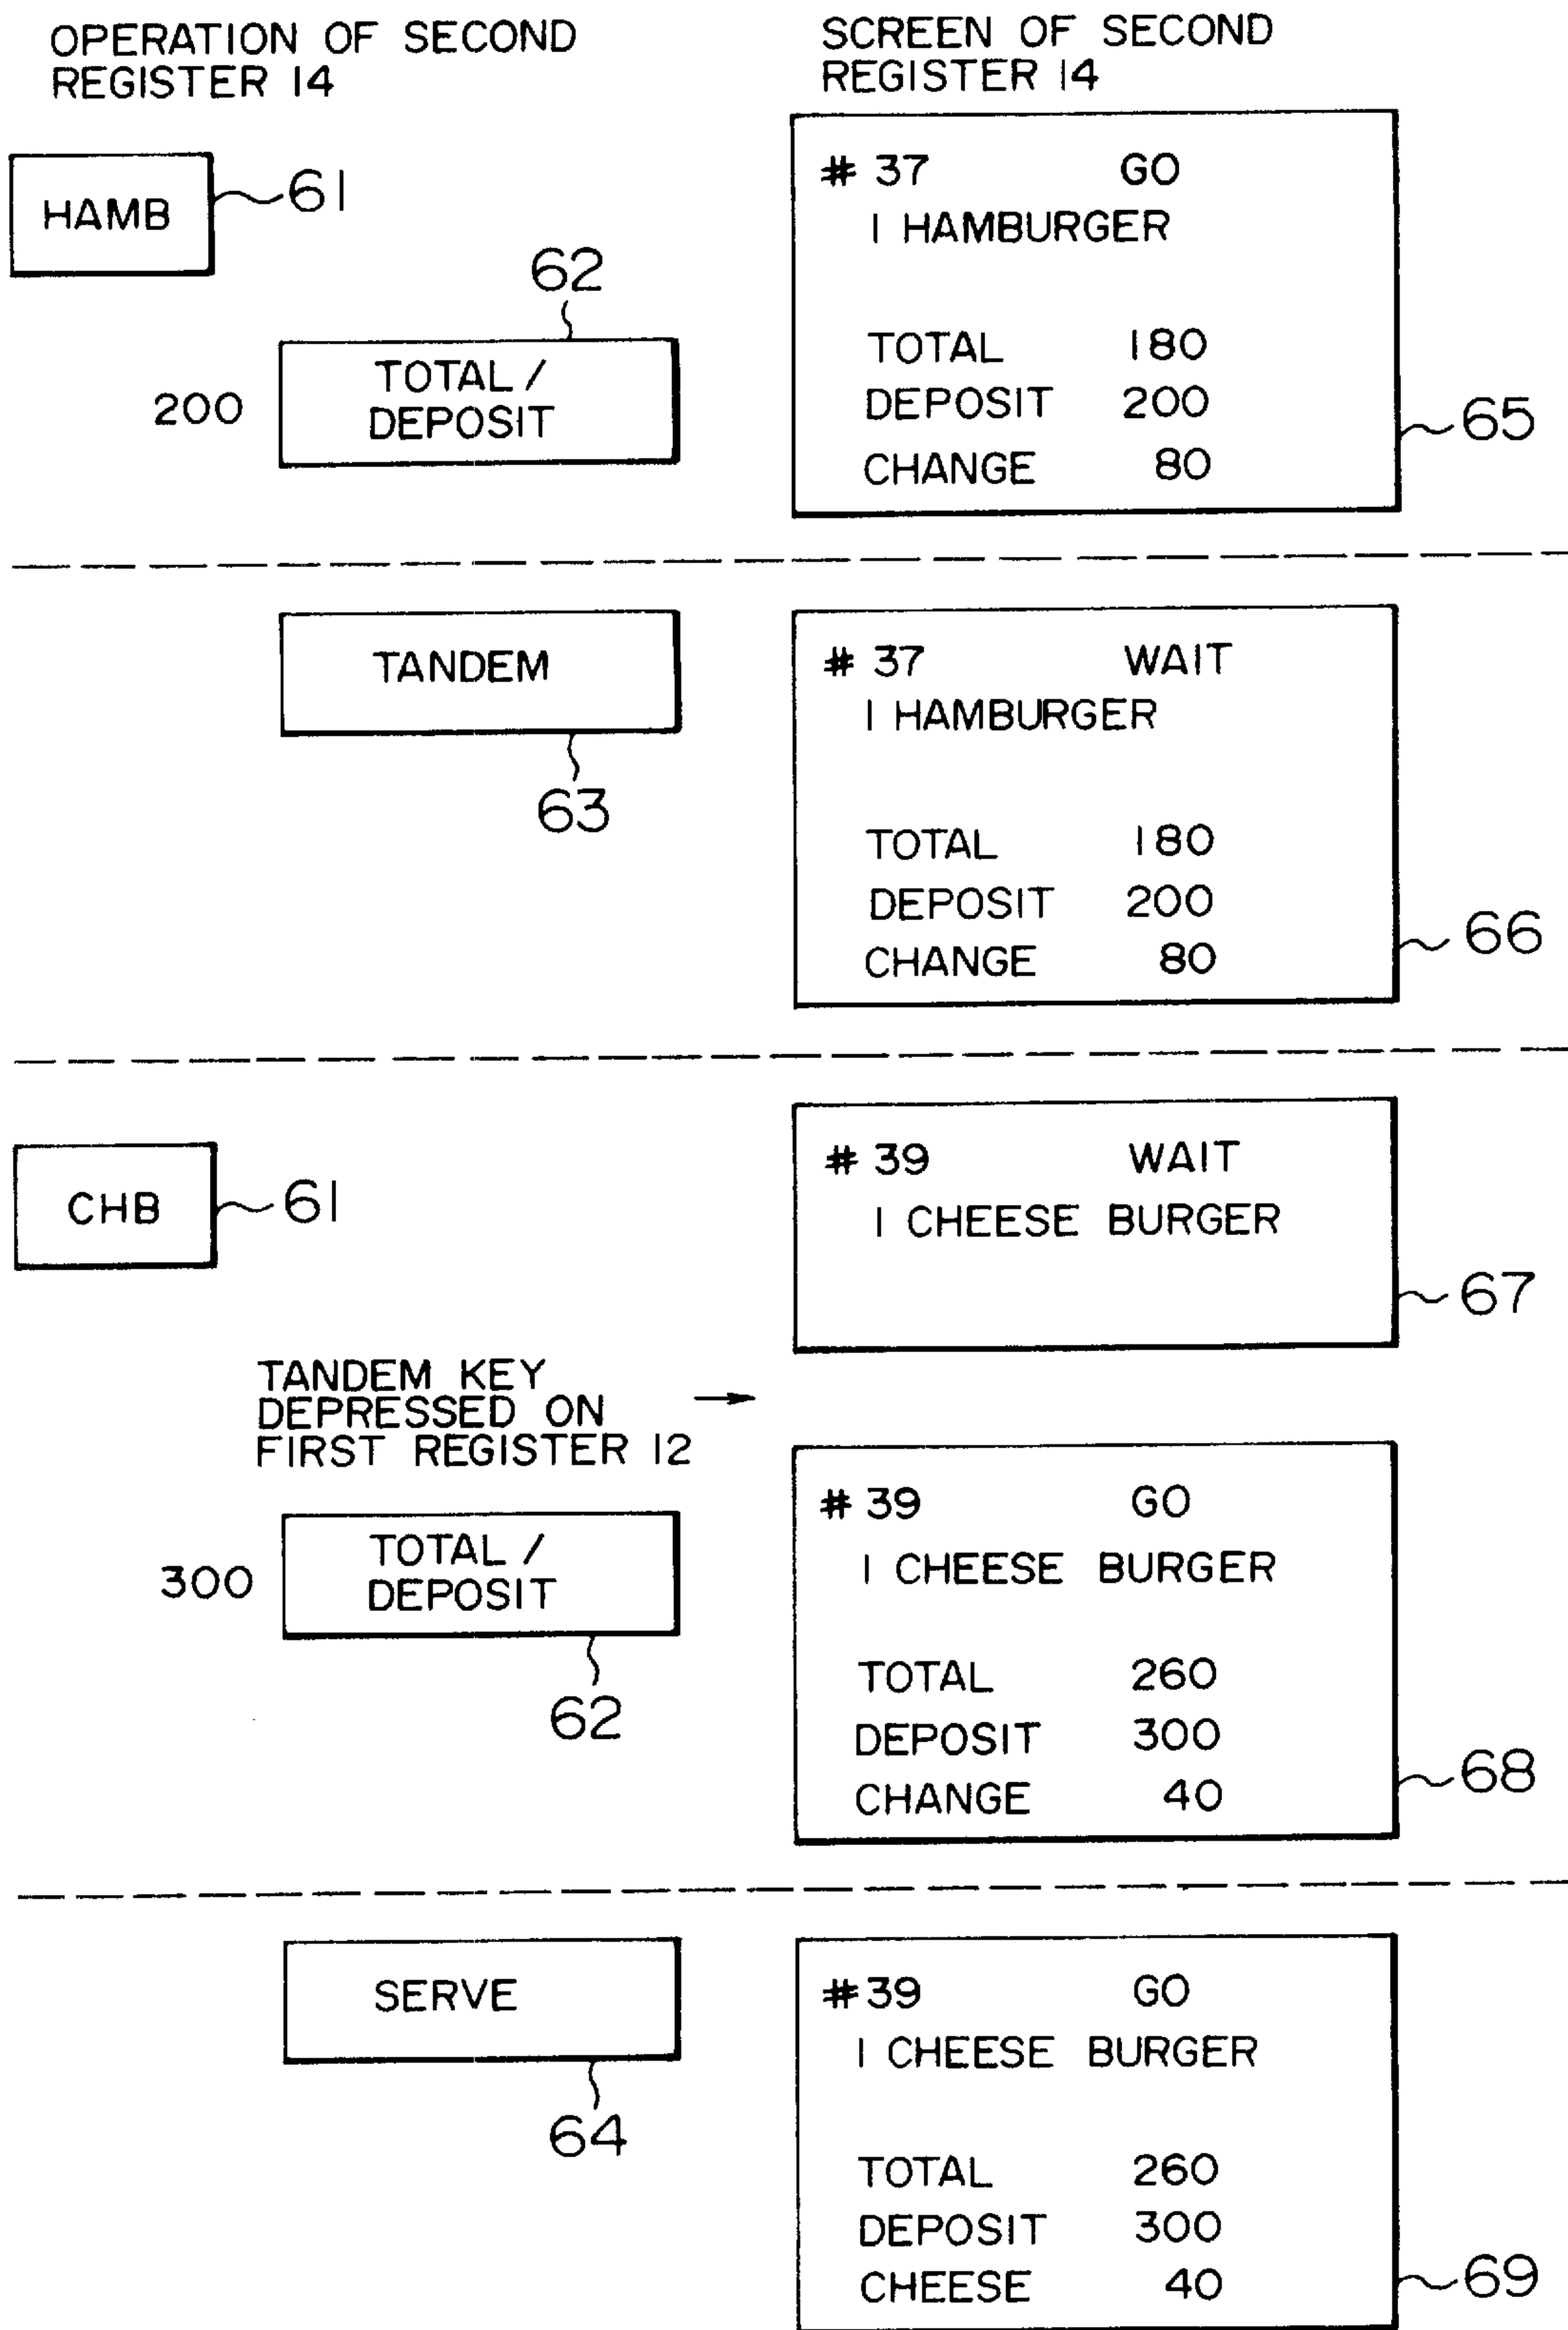 OPERATION OF SECOND
REGISTER 14
SCREEN OF SECOND
REGISTER 14
HAMB
61
62
200
TOTAL /
DEPOSIT
# 37 GO
1 HAMBURGER
TOTAL 180
DEPOSIT 200
CHANGE 80
65
TANDEM
63
# 37 WAIT
1 HAMBURGER
TOTAL 180
DEPOSIT 200
CHANGE 80
66
CHB
61
# 39 WAIT
1 CHEESE BURGER
67
TANDEM KEY
DEPRESSED ON
FIRST REGISTER 12
300
TOTAL /
DEPOSIT
62
# 39 GO
1 CHEESE BURGER
TOTAL 260
DEPOSIT 300
CHANGE 40
68
SERVE
64
#39 GO
1 CHEESE BURGER
TOTAL 260
DEPOSIT 300
CHEESE 40
69